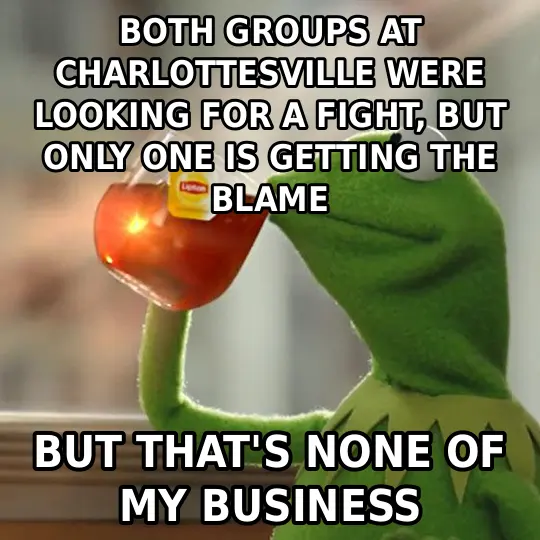 BOTH GROUPS AT
CHARLOTTESVILLE WERE
LOOKING FOR A FIGHT, BUT
ONLY ONE IS GETTING THE
Lipton
BLAME
BUT THAT'S NONE OF
MY BUSINESS